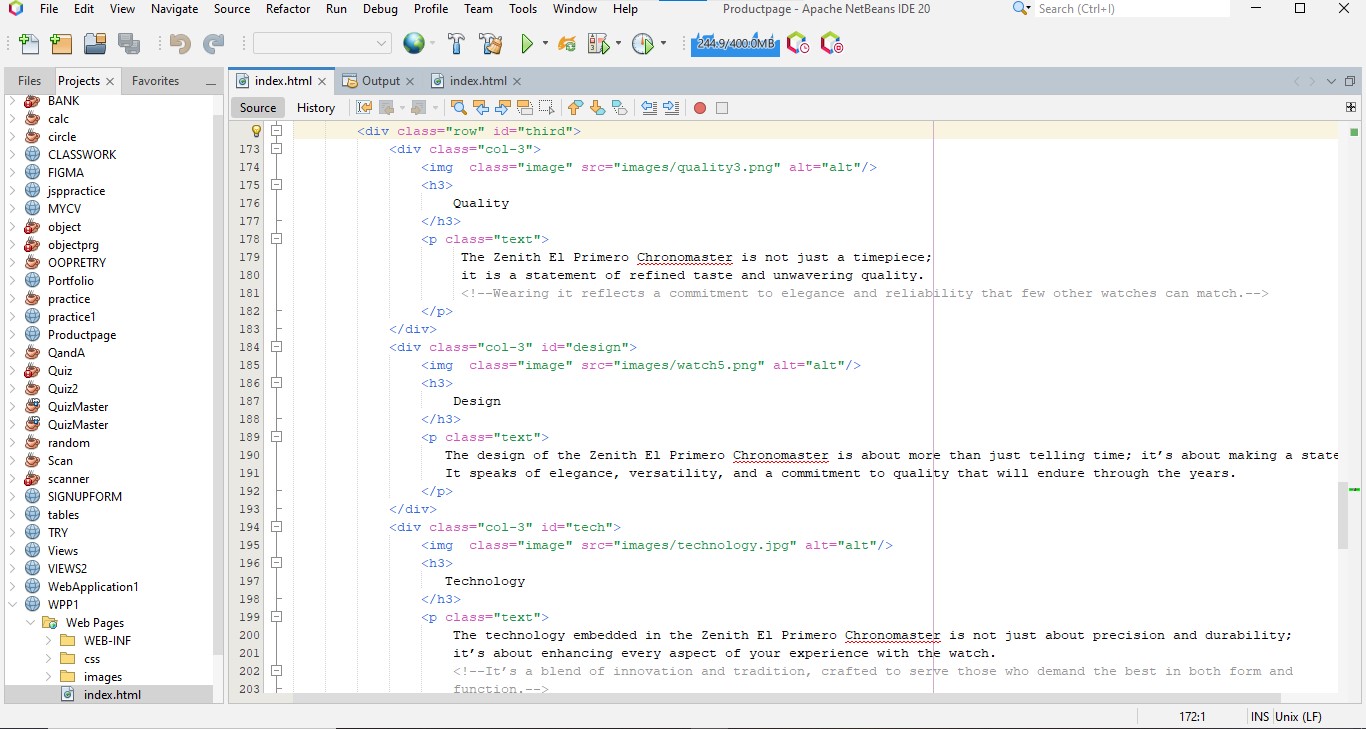 File Edit View Navigate Source Refactor Run Debug Profile Team Tools Window Help Productpage - Apache NetBeans IDE 20 Search (Ctrl+I)
244.9/400.0MB
Files Projects Favorites index.html Output index.html
Source History
BANK
calc
circle
CLASSWORK
FIGMA
jsppractice
MYCV
object
objectprg
OOPRETRY
Portfolio
practice
practice1
Productpage
QandA
Quiz
Quiz2
QuizMaster
QuizMaster
random
Scan
scanner
SIGNUPFORM
tables
TRY
Views
VIEWS2
WebApplication1
WPP1
Web Pages
WEB-INF
css
images
index.html
<div class="row" id="third">
173 <div class="col-3">
174 <img  class="image" src="images/quality3.png" alt="alt"/>
175 <h3>
176 Quality
177 </h3>
178 <p class="text">
179 The Zenith El Primero Chronomaster is not just a timepiece;
180 it is a statement of refined taste and unwavering quality.
181 <!--Wearing it reflects a commitment to elegance and reliability that few other watches can match.-->
182 </p>
183 </div>
184 <div class="col-3" id="design">
185 <img  class="image" src="images/watch5.png" alt="alt"/>
186 <h3>
187 Design
188 </h3>
189 <p class="text">
190 The design of the Zenith El Primero Chronomaster is about more than just telling time; it’s about making a state
191 It speaks of elegance, versatility, and a commitment to quality that will endure through the years.
192 </p>
193 </div>
194 <div class="col-3" id="tech">
195 <img  class="image" src="images/technology.jpg" alt="alt"/>
196 <h3>
197 Technology
198 </h3>
199 <p class="text">
200 The technology embedded in the Zenith El Primero Chronomaster is not just about precision and durability;
201 it’s about enhancing every aspect of your experience with the watch.
202 <!--It’s a blend of innovation and tradition, crafted to serve those who demand the best in both form and
203 function.-->
172:1 INS Unix (LF)